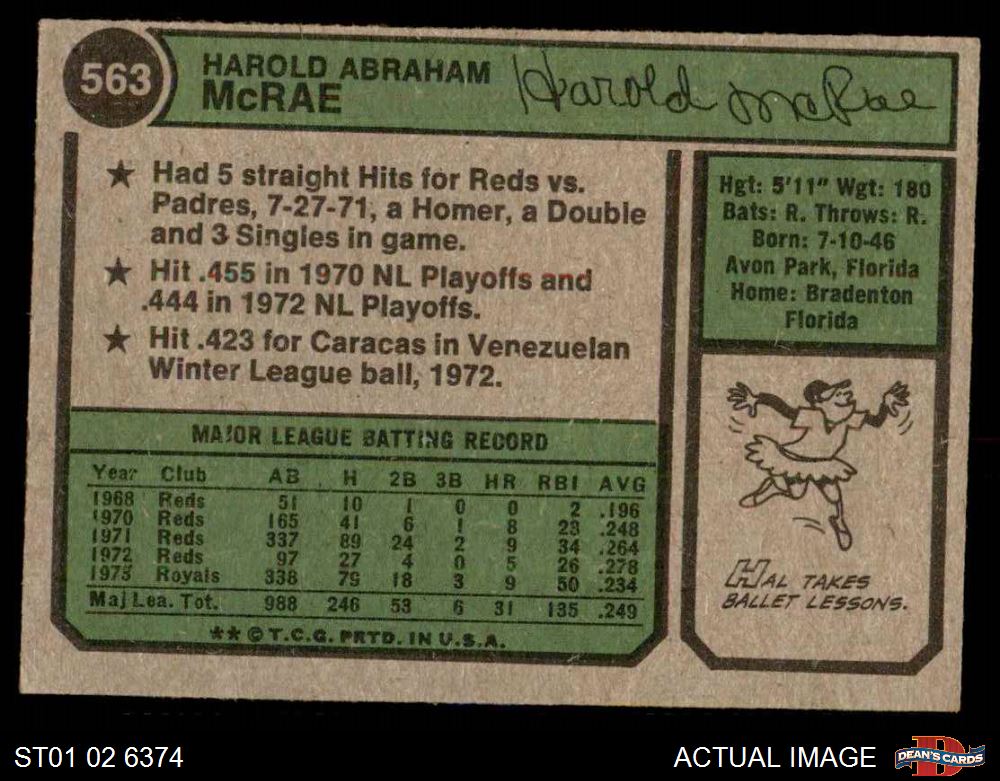 563
HAROLD ABRAHAM
McRAE
Harold McRae
★ Had 5 straight Hits for Reds vs.
Padres, 7-27-71, a Homer, a Double
and 3 Singles in game.
★ Hit .455 in 1970 NL Playoffs and
.444 in 1972 NL Playoffs.
★ Hit .423 for Caracas in Venezuelan
Winter League ball, 1972.
Hgt: 5'11" Wgt: 180
Bats: R. Throws: R.
Born: 7-10-46
Avon Park, Florida
Home: Bradenton
Florida
MAJOR LEAGUE BATTING RECORD
Year Club AB H 2B 3B HR RBI AVG
1968 Reds 51 10 1 0 0 2 .196
1970 Reds 165 41 6 1 8 23 .248
1971 Reds 337 89 24 2 9 34 .264
1972 Reds 97 27 4 0 5 26 .278
1973 Royals 338 79 18 3 9 50 .234
Maj Lea. Tot. 988 246 53 6 31 135 .249
** © T.C.G. PRTD. IN U.S.A.
HAL TAKES
BALLET LESSONS.
ST01 02 6374
ACTUAL IMAGE
D
DEAN'S CARDS